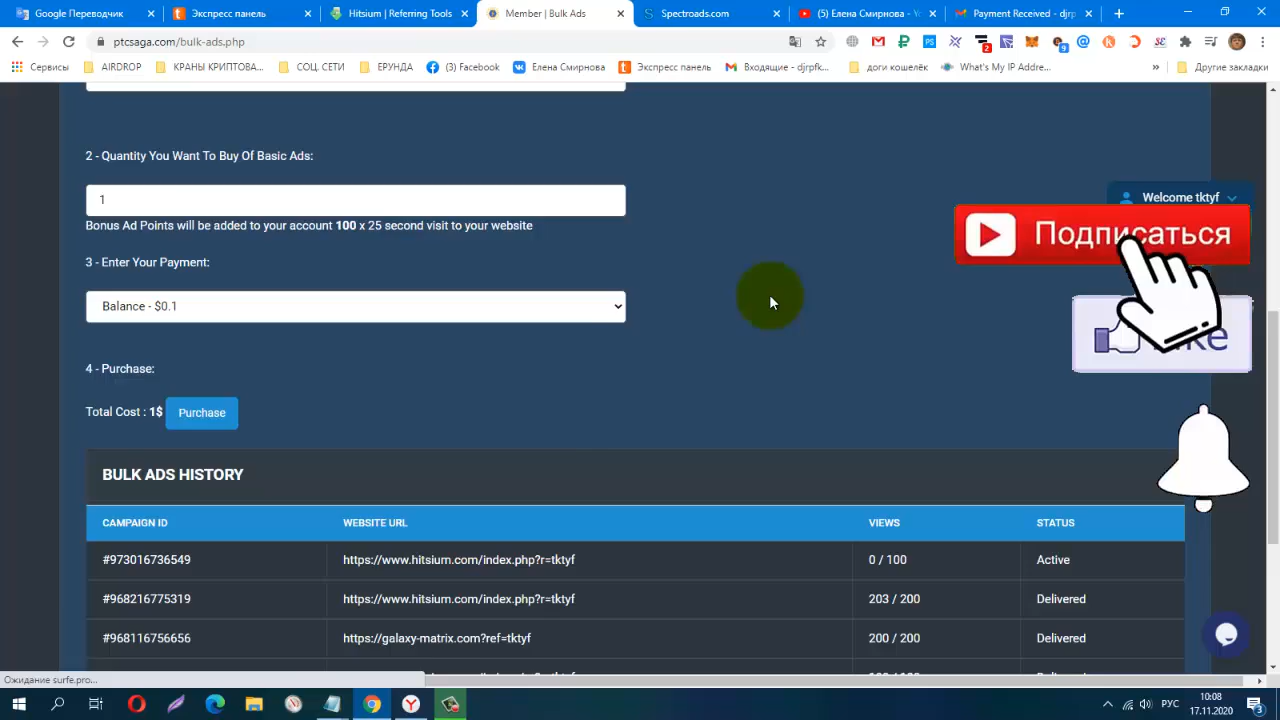 Google Переводчик
Экспресс панель
Hitsium | Referring Tools
Member | Bulk Ads
Spectroads.com
(5) Елена Смирнова - Yo
Payment Received - djrp
ptcsaga.com/bulk-ads.php
Сервисы
AIRDROP
КРАНЫ КРИПТОВА...
СОЦ. СЕТИ
ЕРУНДА
(3) Facebook
Елена Смирнова
Экспресс панель
Входящие - djrpfk...
доги кошелёк
What's My IP Addre...
»
Другие закладки
2 - Quantity You Want To Buy Of Basic Ads:
1
Bonus Ad Points will be added to your account 100 x 25 second visit to your website
Welcome tktyf
Подписаться
3 - Enter Your Payment:
Balance - $0.1
4 - Purchase:
Total Cost : 1$ Purchase
BULK ADS HISTORY
CAMPAIGN ID WEBSITE URL VIEWS STATUS
#973016736549 https://www.hitsium.com/index.php?r=tktyf 0 / 100 Active
#968216775319 https://www.hitsium.com/index.php?r=tktyf 203 / 200 Delivered
#968116756656 https://galaxy-matrix.com?ref=tktyf 200 / 200 Delivered
Ожидание surfe.pro...
РУС
10:08
17.11.2020